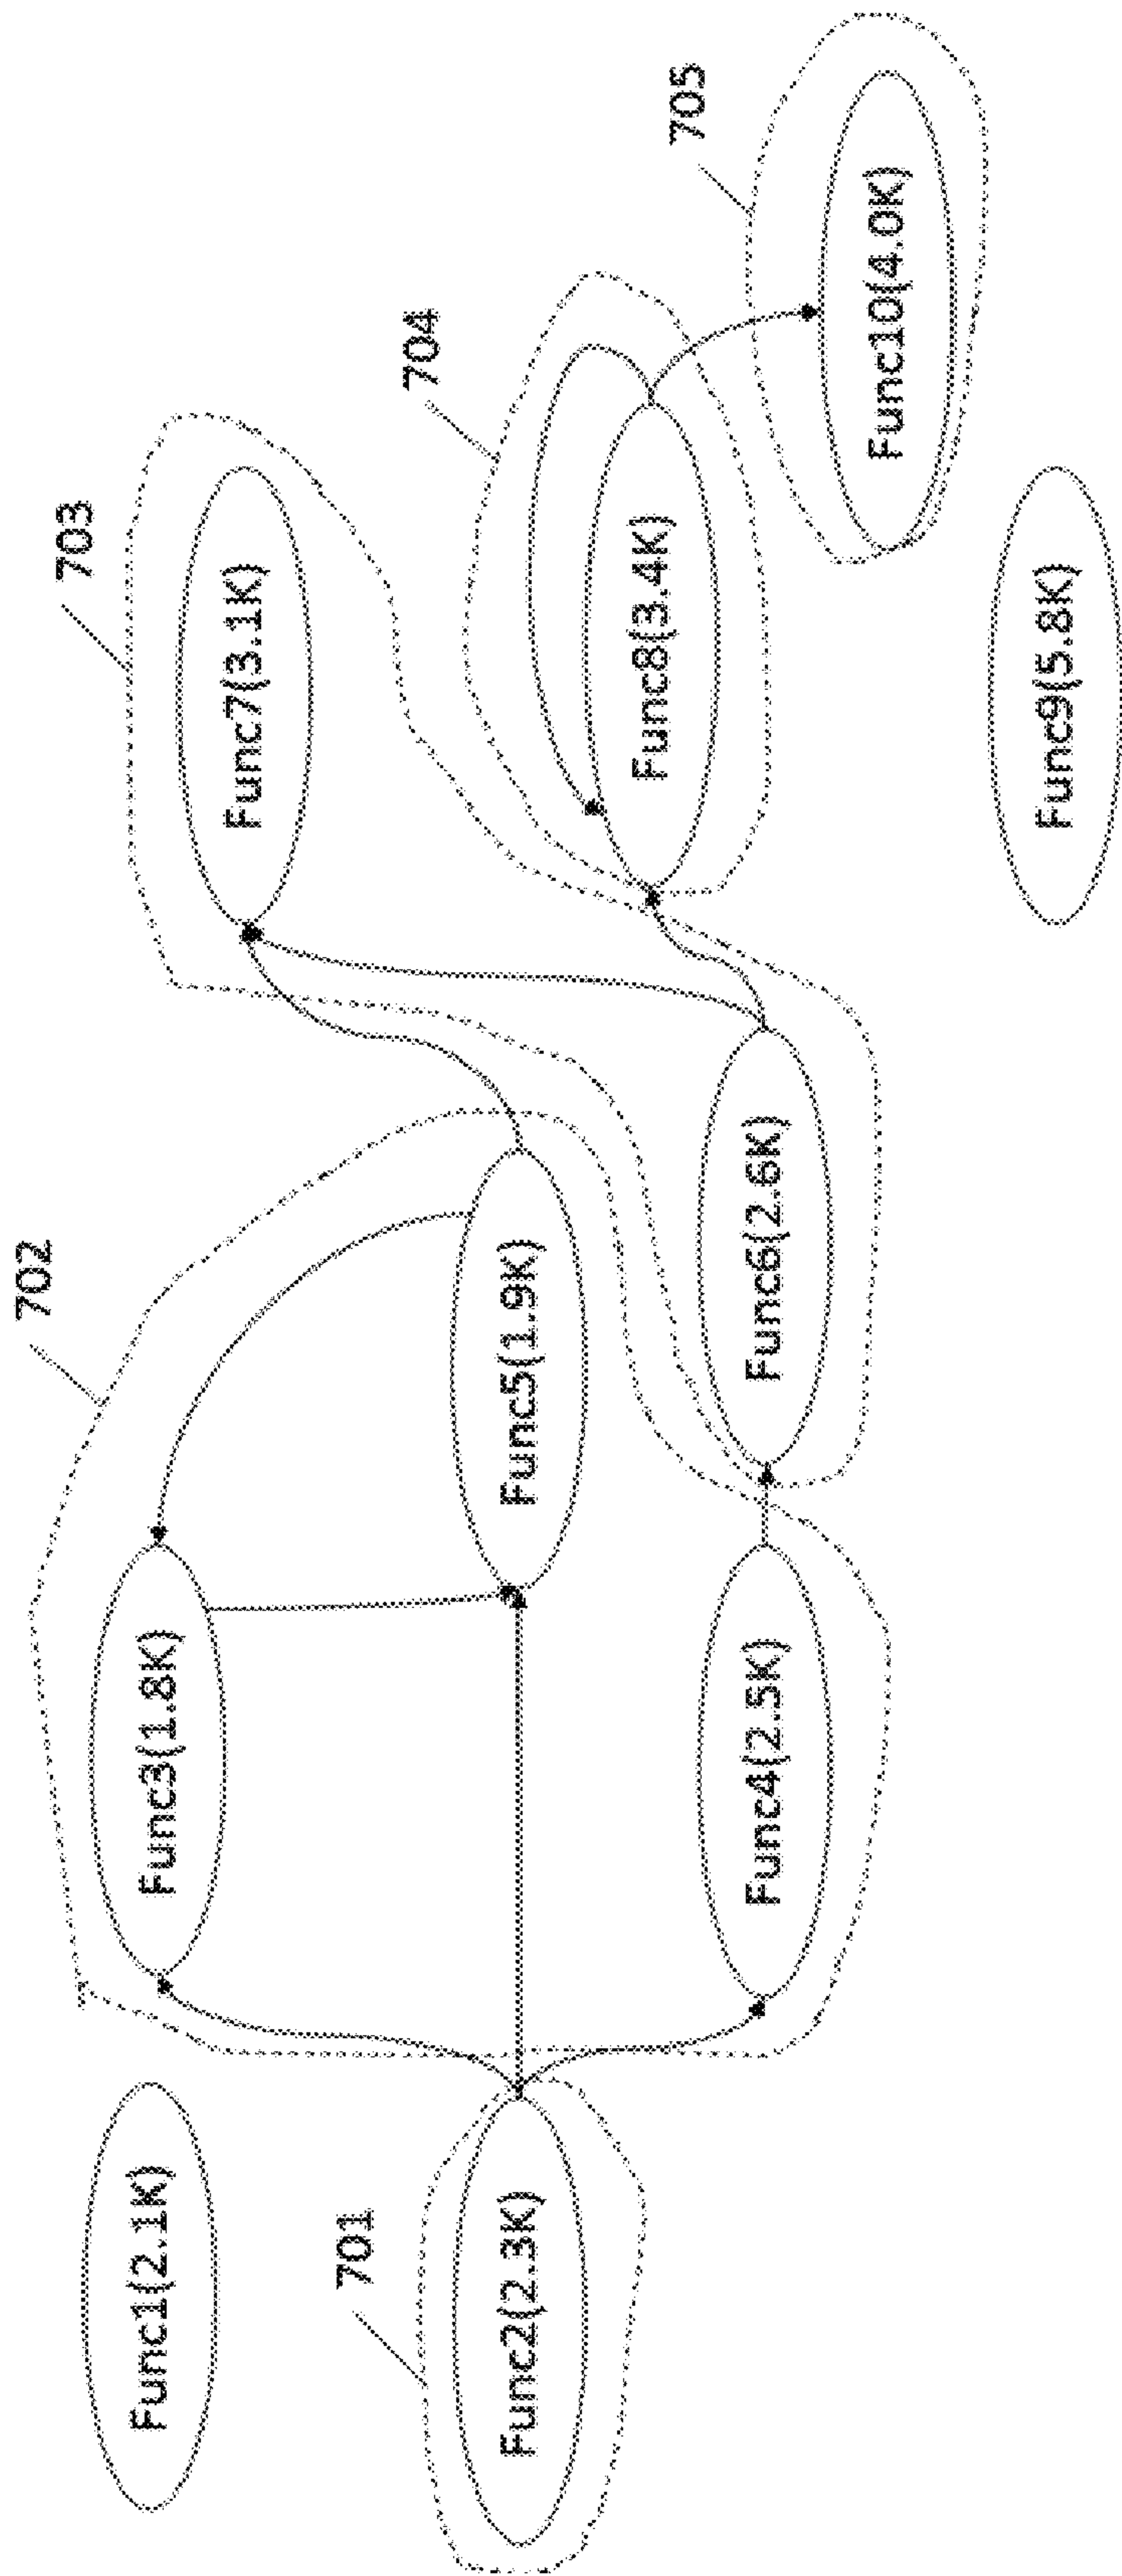 Func1(2.1K)
701
Func2(2.3K)
702
Func3(1.8K)
Func5(1.9K)
Func4(2.5K)
703
Func7(3.1K)
Func6(2.6K)
704
Func8(3.4K)
705
Func10(4.0K)
Func9(5.8K)